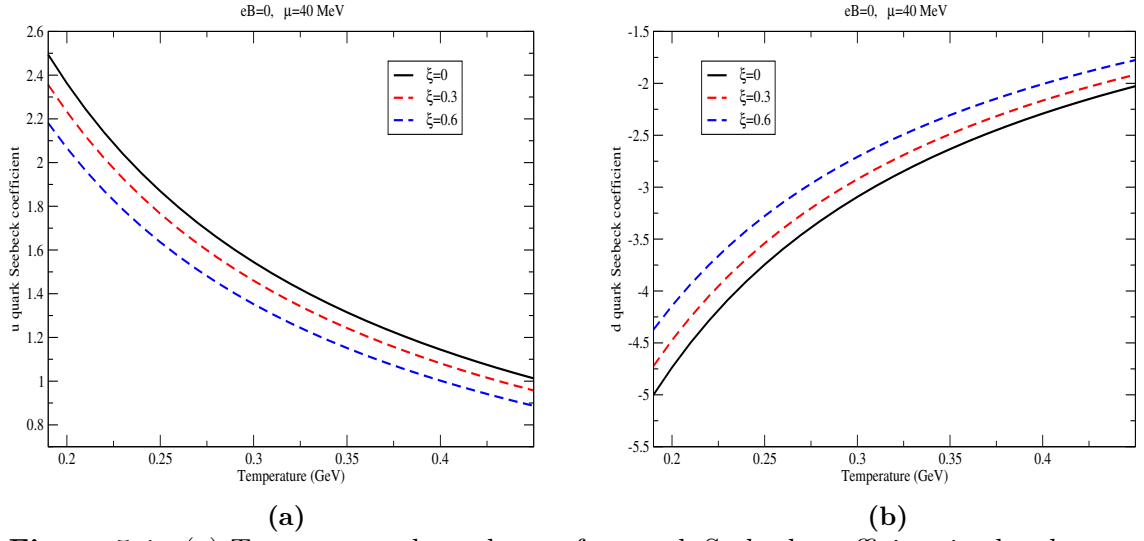 eB=0, μ=40 MeV
2.6
2.4
2.2
2
1.8
1.6
1.4
1.2
1
0.8
u quark Seebeck coefficient
ξ=0
ξ=0.3
ξ=0.6
0.2 0.25 0.3 0.35 0.4
Temperature (GeV)
(a)
eB=0, μ=40 MeV
-1.5
-2
-2.5
-3
-3.5
-4
-4.5
-5
-5.5
d quark Seebeck coefficient
ξ=0
ξ=0.3
ξ=0.6
0.2 0.25 0.3 0.35 0.4
Temperature (GeV)
(b)